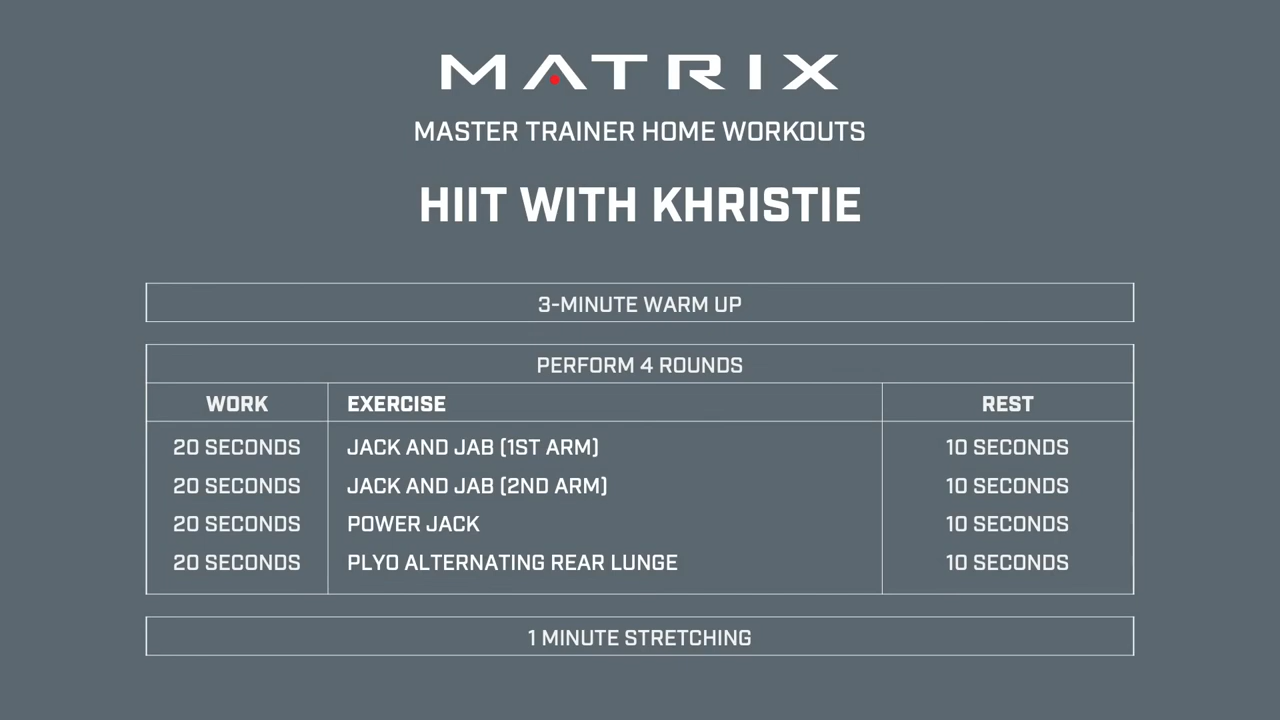 MATRIX
MASTER TRAINER HOME WORKOUTS
HIIT WITH KHRISTIE
3-MINUTE WARM UP
PERFORM 4 ROUNDS
WORK EXERCISE REST
20 SECONDS JACK AND JAB (1ST ARM) 10 SECONDS
20 SECONDS JACK AND JAB (2ND ARM) 10 SECONDS
20 SECONDS POWER JACK 10 SECONDS
20 SECONDS PLYO ALTERNATING REAR LUNGE 10 SECONDS
1 MINUTE STRETCHING